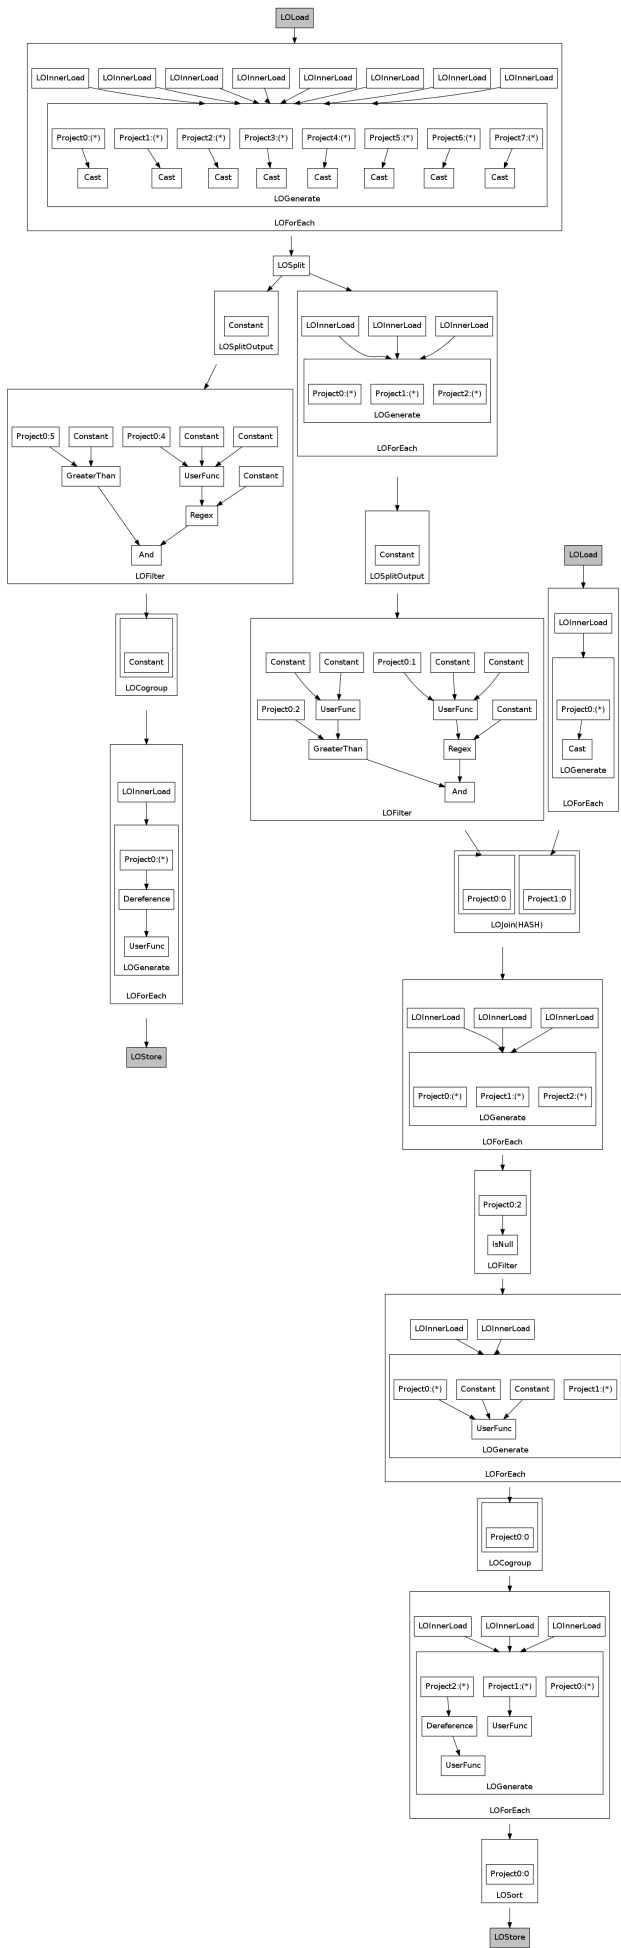 LOLoad
LOInnerLoad LOInnerLoad LOInnerLoad LOInnerLoad LOInnerLoad LOInnerLoad LOInnerLoad LOInnerLoad
Project0:(*) Project1:(*) Project2:(*) Project3:(*) Project4:(*) Project5:(*) Project6:(*) Project7:(*)
Cast Cast Cast Cast Cast Cast Cast Cast
LOGenerate
LOForEach
LOSplit
Constant
LOSplitOutput
LOInnerLoad LOInnerLoad LOInnerLoad
Project0:(*) Project1:(*) Project2:(*)
LOGenerate
LOForEach
Project0:5 Constant Project0:4 Constant Constant
GreaterThan UserFunc Constant
Regex
And
LOFilter
Constant
LOSplitOutput
LOLoad
LOInnerLoad
Project0:(*)
Cast
LOGenerate
LOForEach
Constant
LOCogroup
Constant Constant Project0:1 Constant Constant
Project0:2 UserFunc UserFunc Constant
GreaterThan Regex
And
LOFilter
LOInnerLoad
Project0:(*)
Dereference
UserFunc
LOGenerate
LOForEach
LOStore
Project0:0 Project1:0
LOJoin(HASH)
LOInnerLoad LOInnerLoad LOInnerLoad
Project0:(*) Project1:(*) Project2:(*)
LOGenerate
LOForEach
Project0:2
IsNull
LOFilter
LOInnerLoad LOInnerLoad
Project0:(*) Constant Constant Project1:(*)
UserFunc
LOGenerate
LOForEach
Project0:0
LOCogroup
LOInnerLoad LOInnerLoad LOInnerLoad
Project2:(*) Project1:(*) Project0:(*)
Dereference UserFunc
UserFunc
LOGenerate
LOForEach
Project0:0
LOSort
LOStore